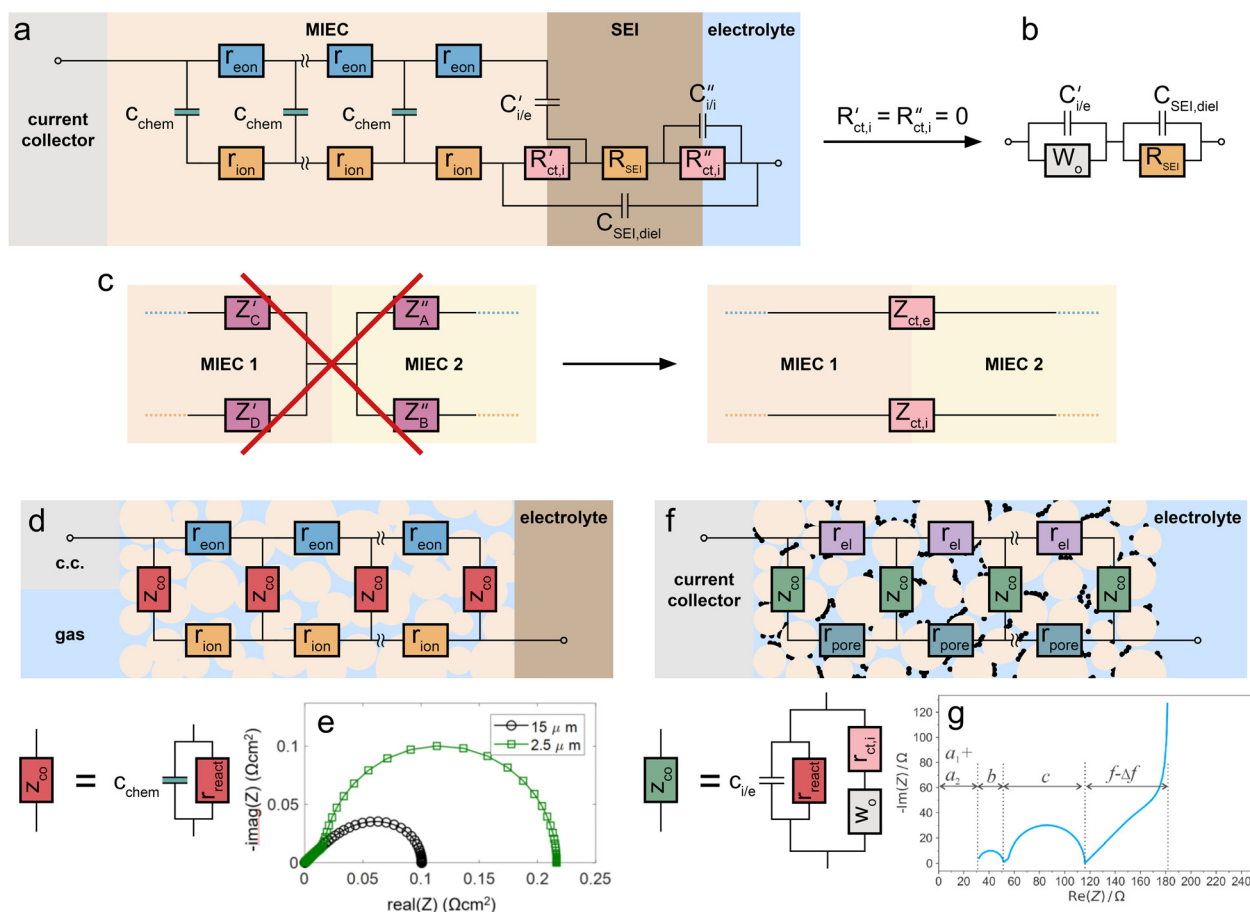 a
MIEC
SEI
electrolyte
b
r_eon
r_eon
r_eon
c_chem
c_chem
c_chem
C'_i/e
C''_i/i
current
collector
r_ion
r_ion
r_ion
R'_ct,i
R_SEI
R''_ct,i
C_SEI,diel
R'_ct,i = R''_ct,i = 0
C'_i/e
C_SEI,diel
W_o
R_SEI
c
Z'_C
Z''_A
MIEC 1
MIEC 2
Z'_D
Z''_B
Z_ct,e
MIEC 1
MIEC 2
Z_ct,i
d
electrolyte
c.c.
gas
r_eon
r_eon
r_eon
z_co
z_co
z_co
z_co
r_ion
r_ion
r_ion
f
electrolyte
current
collector
r_el
r_el
r_el
z_co
z_co
z_co
z_co
r_pore
r_pore
r_pore
z_co
=
c_chem
r_react
e
15 μ m
2.5 μ m
-imag(Z) (Ωcm²)
0.1
0.05
0
0
0.05
0.1
0.15
0.2
0.25
real(Z) (Ωcm²)
z_co
=
c_i/e
r_react
r_ct,i
w_o
g
-Im(Z) / Ω
120
100
80
60
40
20
0
a₁+
a₂
b
c
f-Δf
0 20 40 60 80 100 120 140 160 180 200 220 240
Re(Z) / Ω